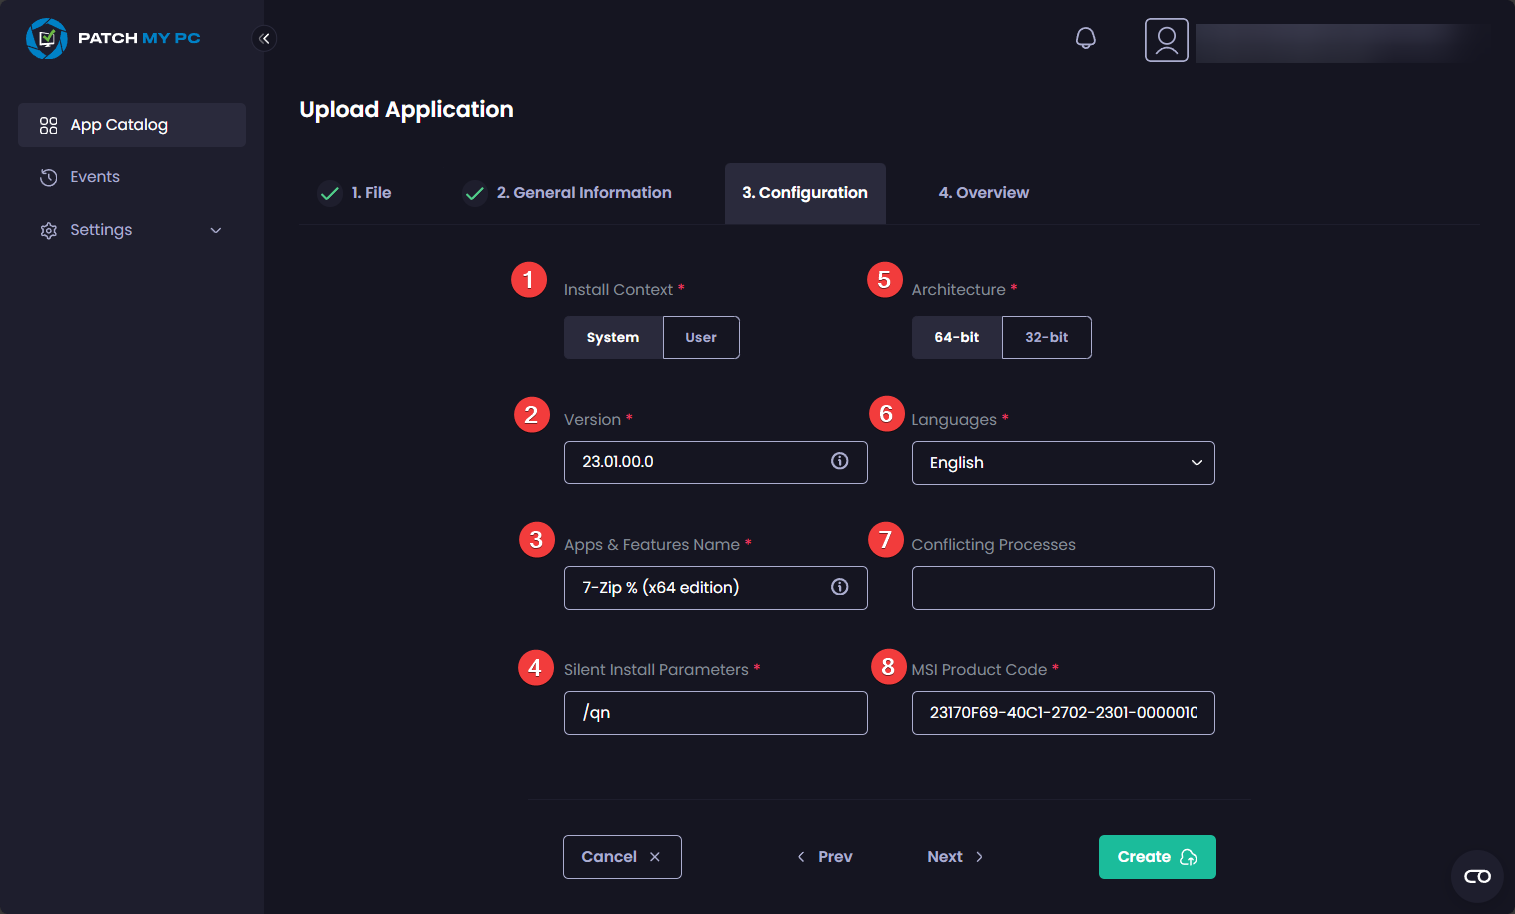 PATCH MY PC
App Catalog
Events
Settings
Upload Application
1. File
2. General Information
3. Configuration
4. Overview
1
Install Context *
System
User
5
Architecture *
64-bit
32-bit
2
Version *
23.01.00.0
6
Languages *
English
3
Apps & Features Name *
7-Zip % (x64 edition)
7
Conflicting Processes
4
Silent Install Parameters *
/qn
8
MSI Product Code *
23170F69-40C1-2702-2301-0000010
Cancel
Prev
Next
Create